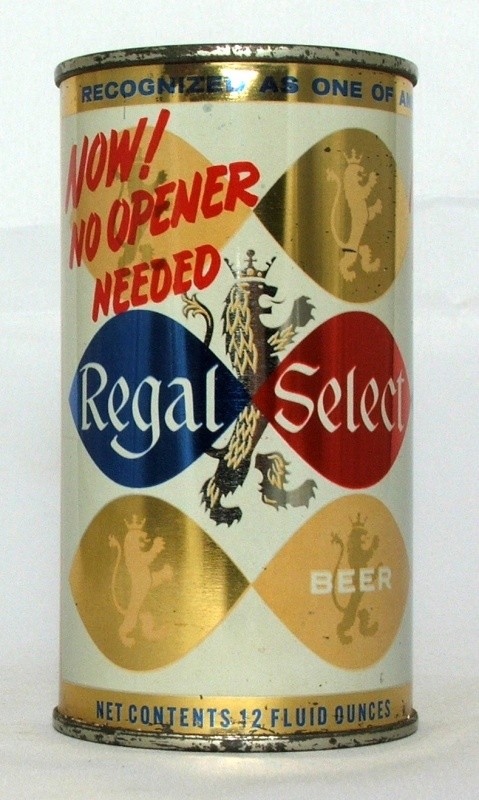 RECOGNIZED AS ONE OF
NOW!
NO OPENER
NEEDED
Regal Select
BEER
NET CONTENTS 12 FLUID OUNCES